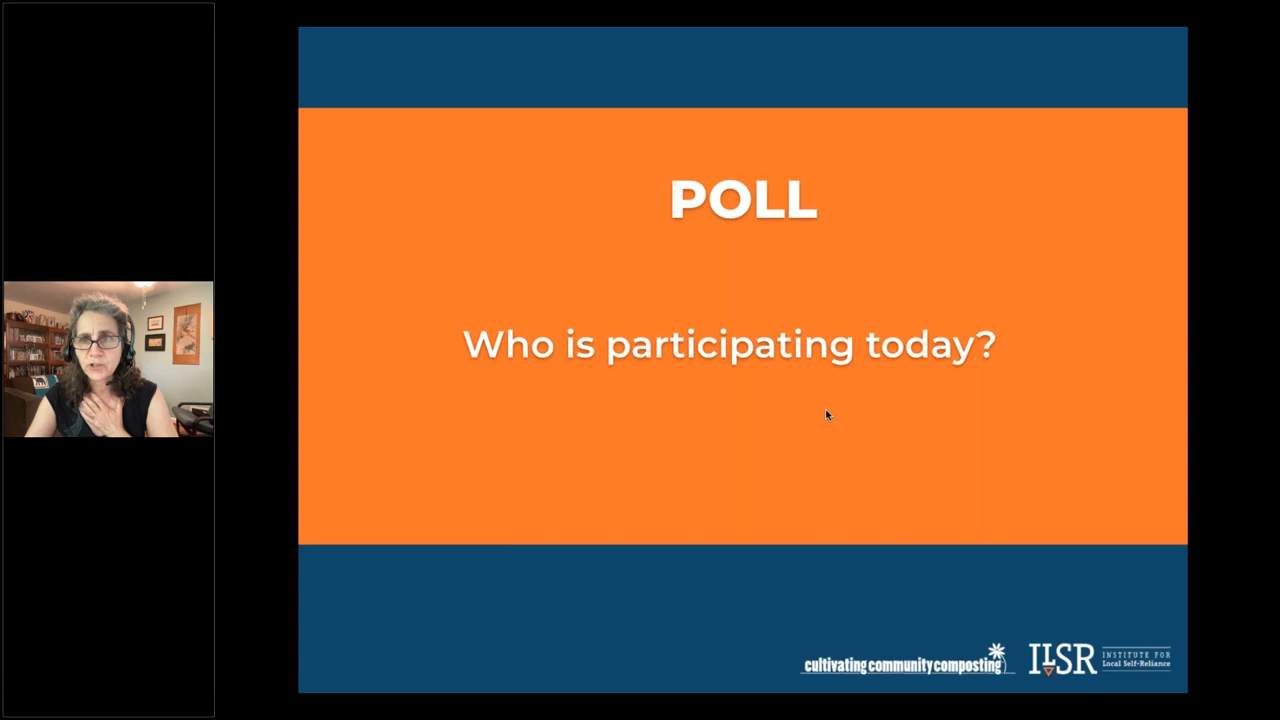 POLL
Who is participating today?
cultivating community composting
ILSR
INSTITUTE FOR
Local Self-Reliance